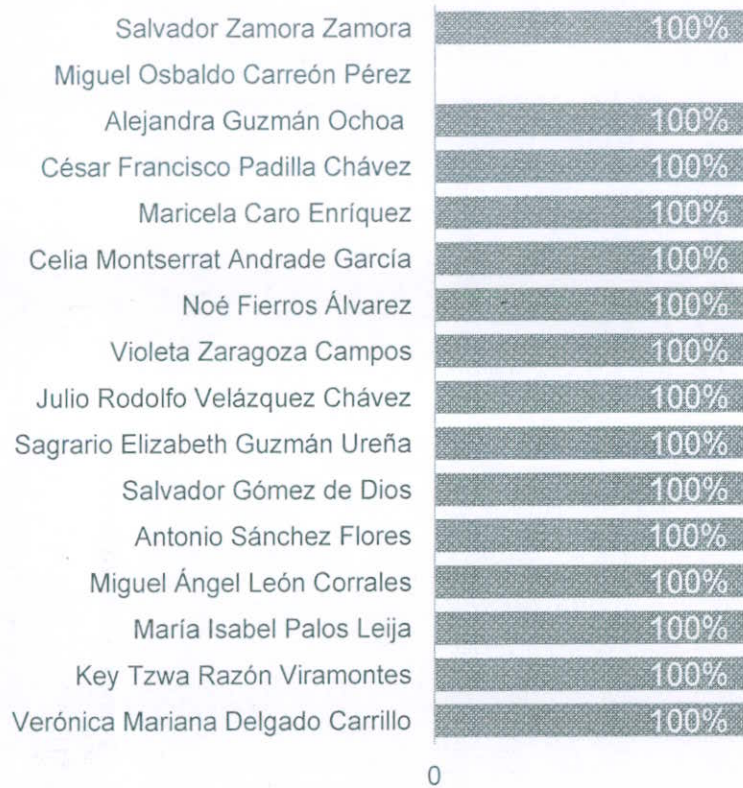 Salvador Zamora Zamora 100%
Miguel Osbaldo Carreón Pérez
Alejandra Guzmán Ochoa 100%
César Francisco Padilla Chávez 100%
Maricela Caro Enríquez 100%
Celia Montserrat Andrade García 100%
Noé Fierros Álvarez 100%
Violeta Zaragoza Campos 100%
Julio Rodolfo Velázquez Chávez 100%
Sagrario Elizabeth Guzmán Ureña 100%
Salvador Gómez de Dios 100%
Antonio Sánchez Flores 100%
Miguel Ángel León Corrales 100%
María Isabel Palos Leija 100%
Key Tzwa Razón Viramontes 100%
Verónica Mariana Delgado Carrillo 100%
0